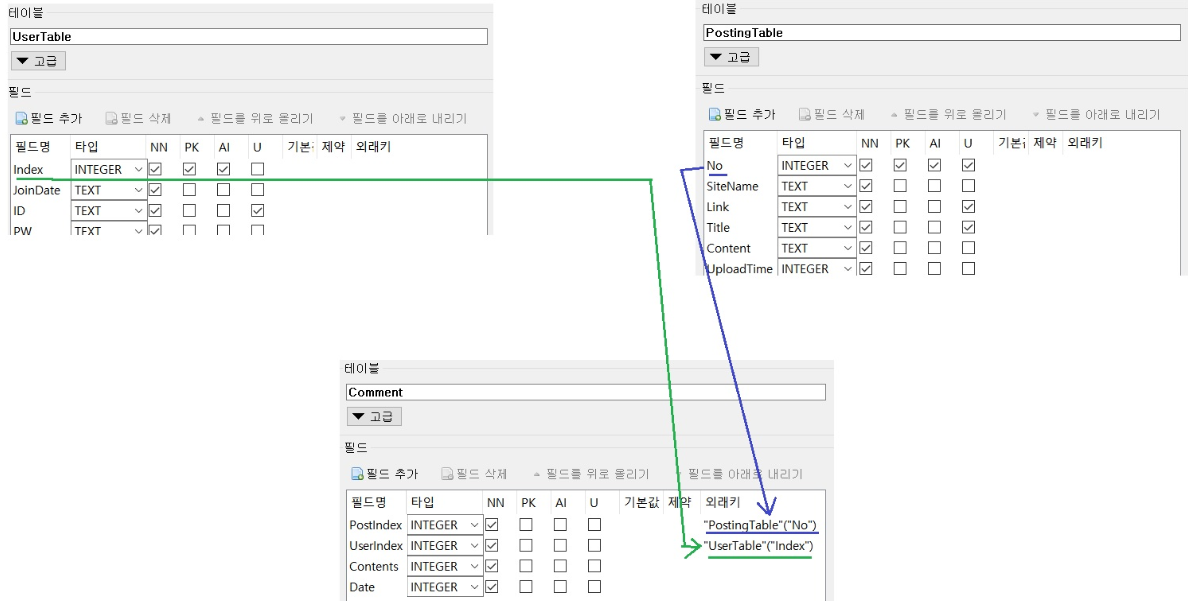 테이블
UserTable
고급
필드
필드 추가 필드 삭제 필드를 위로 올리기 필드를 아래로 내리기
필드명 타입 NN PK AI U 기본 제약 외래키
Index INTEGER
JoinDate TEXT
ID TEXT
PW TEXT
테이블
PostingTable
고급
필드
필드 추가 필드 삭제 필드를 위로 올리기 필드를 아래로 내리기
필드명 타입 NN PK AI U 기본 제약 외래키
No INTEGER
SiteName TEXT
Link TEXT
Title TEXT
Content TEXT
UploadTime INTEGER
테이블
Comment
고급
필드
필드 추가 필드 삭제 필드를 위로 올리기 필드를 아래로 내리기
필드명 타입 NN PK AI U 기본값 제약 외래키
PostIndex INTEGER "PostingTable"("No")
UserIndex INTEGER "UserTable"("Index")
Contents INTEGER
Date INTEGER